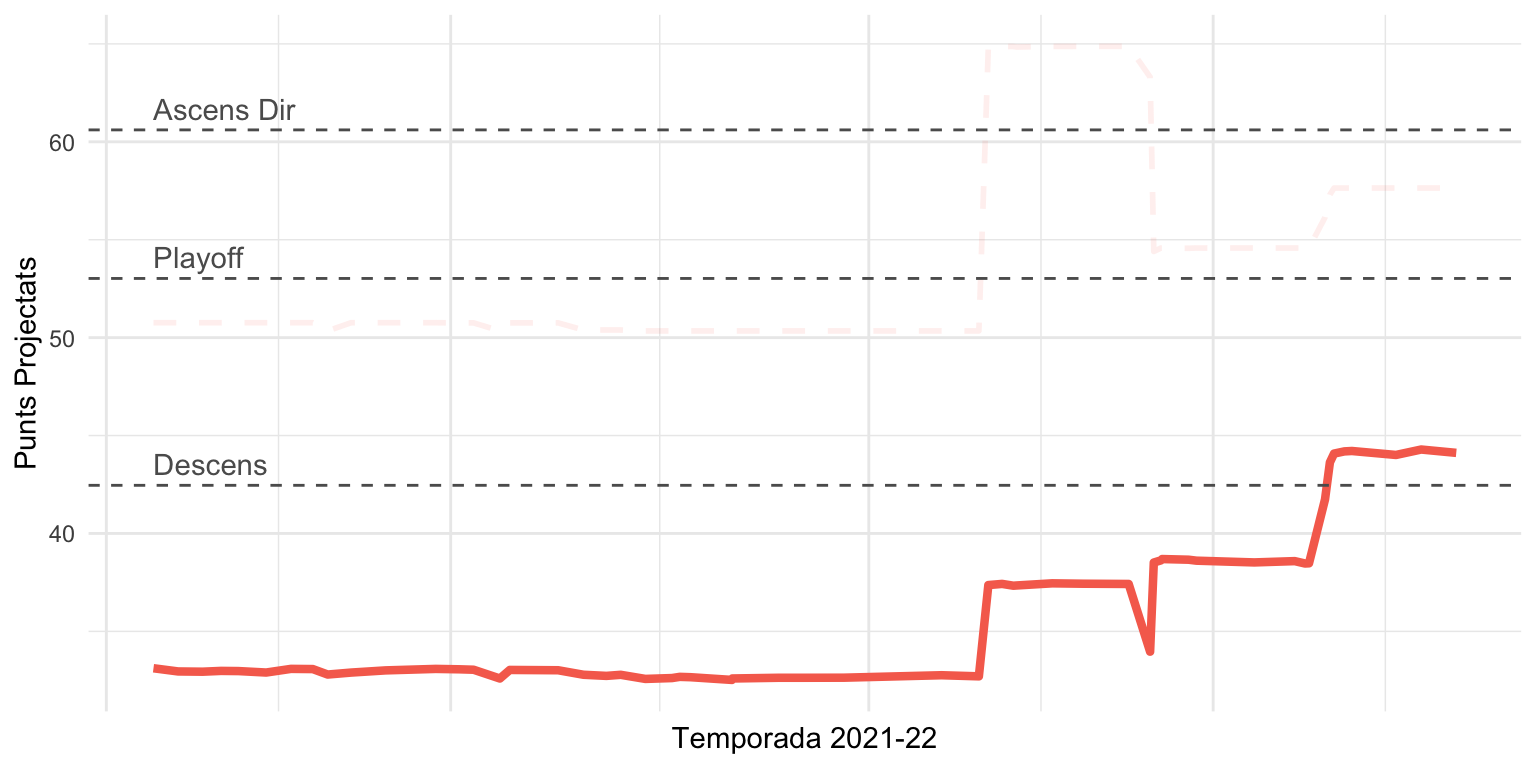 Ascens Dir
60
Playoff
50
Descens
40
Punts Projectats
Temporada 2021-22